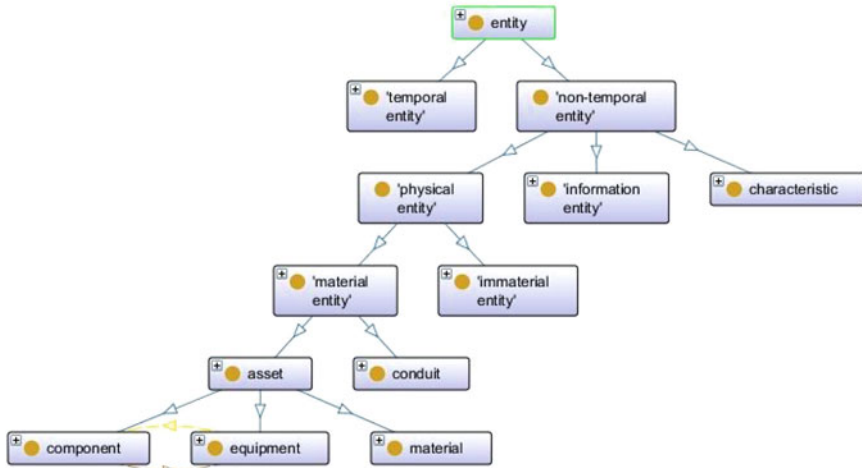 entity
'temporal
entity'
'non-temporal
entity'
'physical
entity'
'information
entity'
characteristic
'material
entity'
'immaterial
entity'
asset
conduit
component
equipment
material